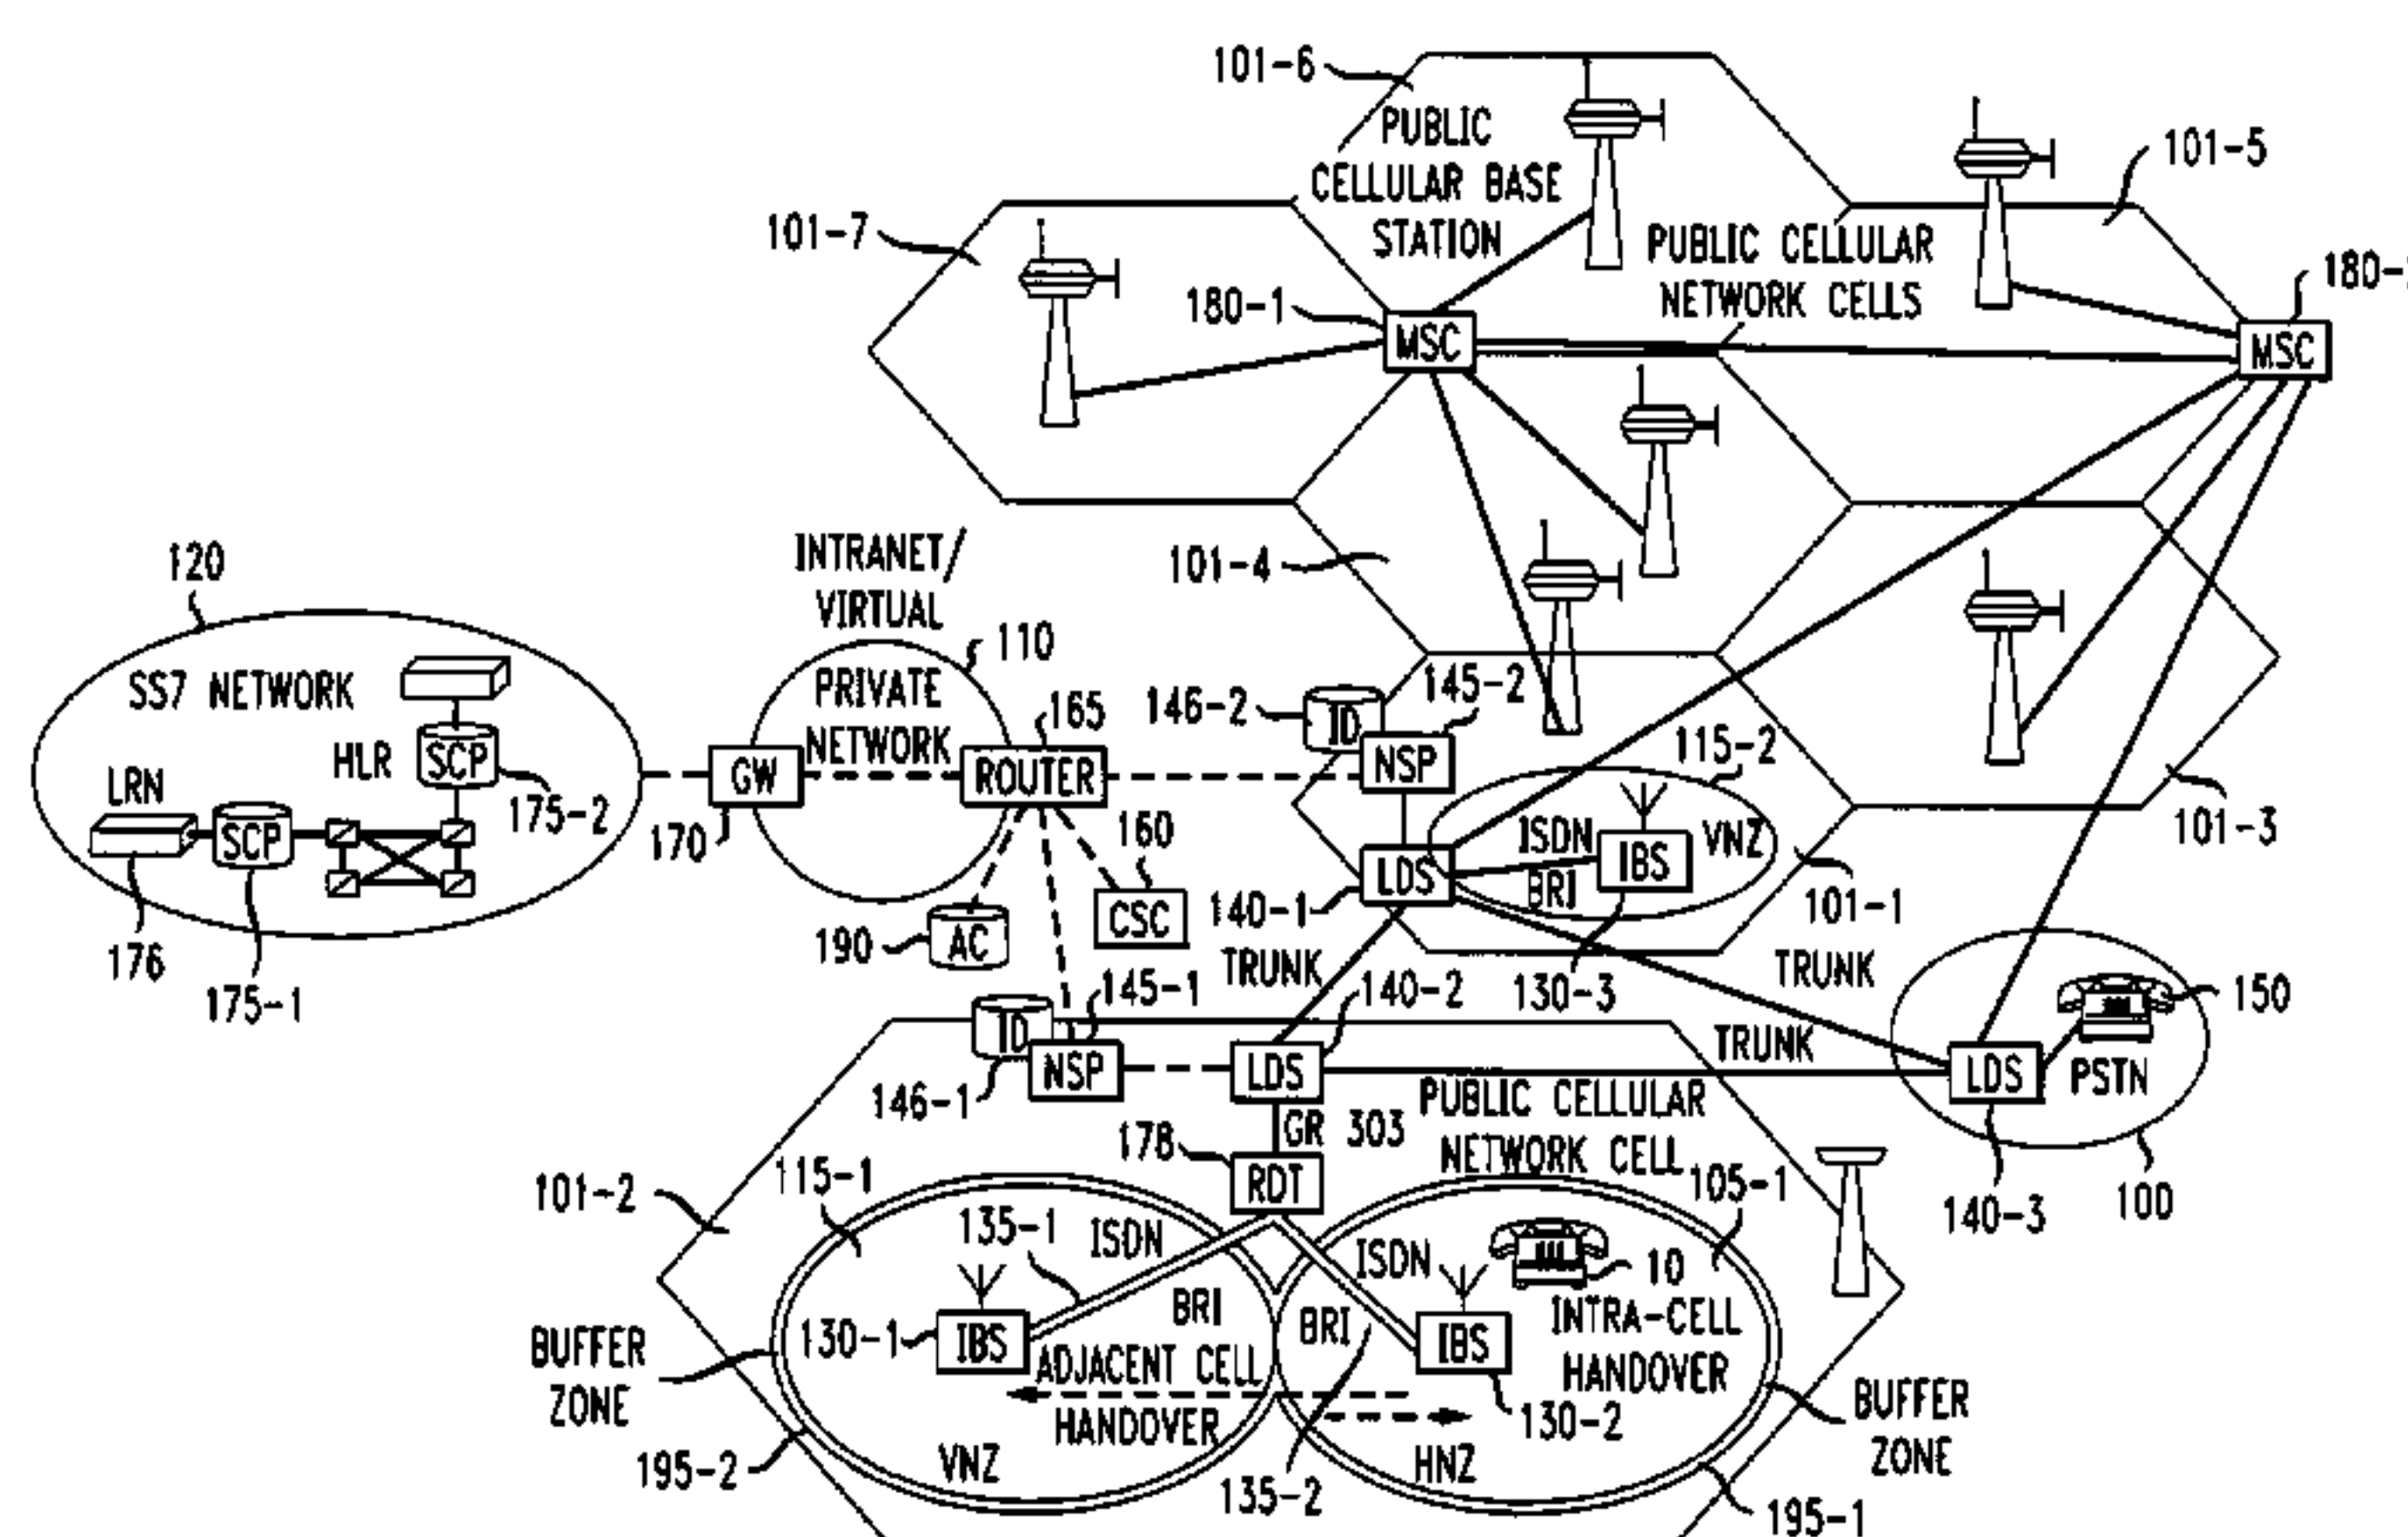 101-6
PUBLIC
CELLULAR BASE
STATION
101-5
101-7
PUBLIC CELLULAR
NETWORK CELLS
180-1
MSC
180-
MSC
101-4
INTRANET/
VIRTUAL
PRIVATE
NETWORK
110
120
SS7 NETWORK
HLR
SCP
175-2
LRN
SCP
176
175-1
GW
170
165
ROUTER
190
AC
160
CSC
146-2
ID
145-2
NSP
115-2
ISDN
BRI
IBS
VNZ
LDS
140-1
130-3
101-1
101-3
TRUNK
TRUNK
TRUNK
140-2
145-1
ID
NSP
146-1
LDS
150
LDS
PSTN
140-3
100
GR 303
PUBLIC CELLULAR
NETWORK CELL
178
RDT
101-2
115-1
105-1
135-1
ISDN
BRI
ISDN
BRI
10
130-1
IBS
IBS
INTRA-CELL
HANDOVER
ADJACENT CELL
HANDOVER
130-2
BUFFER
ZONE
BUFFER
ZONE
195-2
VNZ
135-2
HNZ
195-1